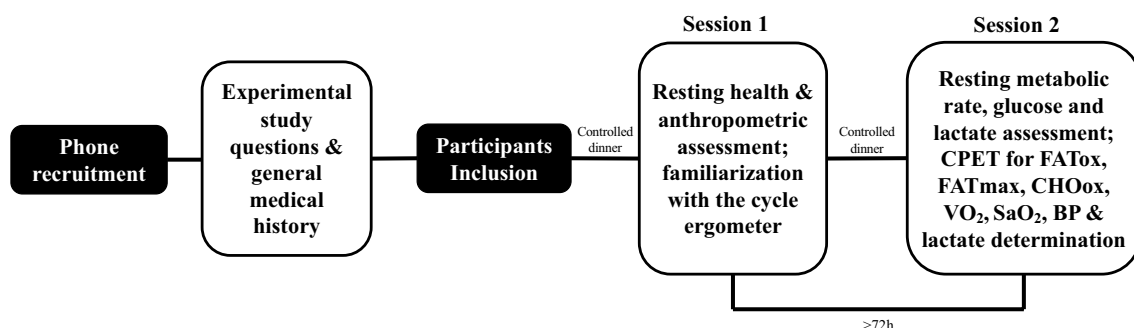 Phone
recruitment
Experimental
study
questions &
general
medical
history
Participants
Inclusion
Controlled
dinner
Session 1
Resting health &
anthropometric
assessment;
familiarization
with the cycle
ergometer
Controlled
dinner
Session 2
Resting metabolic
rate, glucose and
lactate assessment;
CPET for FATox,
FATmax, CHOox,
VO₂, SaO₂, BP &
lactate determination